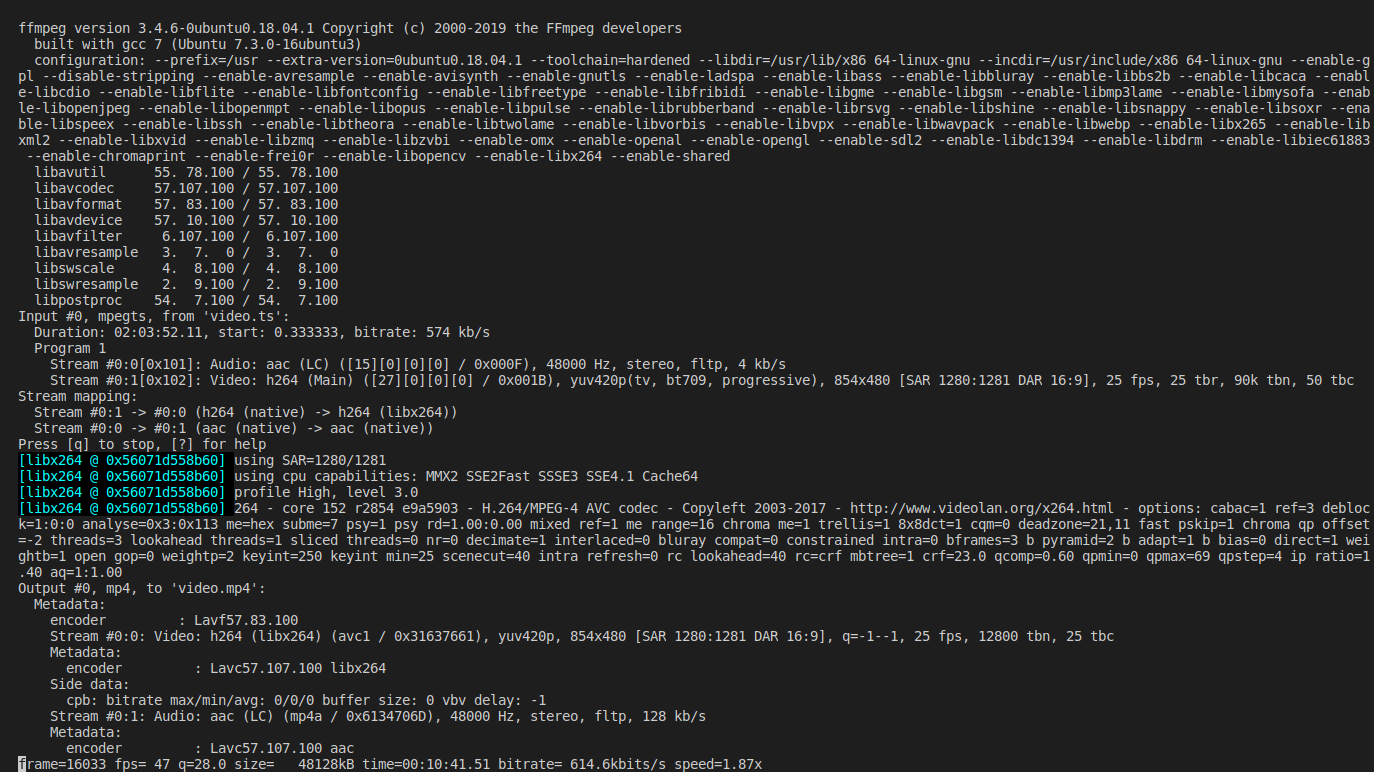 ffmpeg version 3.4.6-0ubuntu0.18.04.1 Copyright (c) 2000-2019 the FFmpeg developers
  built with gcc 7 (Ubuntu 7.3.0-16ubuntu3)
  configuration: --prefix=/usr --extra-version=0ubuntu0.18.04.1 --toolchain=hardened --libdir=/usr/lib/x86 64-linux-gnu --incdir=/usr/include/x86 64-linux-gnu --enable-g
pl --disable-stripping --enable-avresample --enable-avisynth --enable-gnutls --enable-ladspa --enable-libass --enable-libbluray --enable-libbs2b --enable-libcaca --enabl
e-libcdio --enable-libflite --enable-libfontconfig --enable-libfreetype --enable-libfribidi --enable-libgme --enable-libgsm --enable-libmp3lame --enable-libmysofa --enab
le-libopenjpeg --enable-libopenmpt --enable-libopus --enable-libpulse --enable-librubberband --enable-librsvg --enable-libshine --enable-libsnappy --enable-libsoxr --ena
ble-libspeex --enable-libssh --enable-libtheora --enable-libtwolame --enable-libvorbis --enable-libvpx --enable-libwavpack --enable-libwebp --enable-libx265 --enable-lib
xml2 --enable-libxvid --enable-libzmq --enable-libzvbi --enable-omx --enable-openal --enable-opengl --enable-sdl2 --enable-libdc1394 --enable-libdrm --enable-libiec61883
 --enable-chromaprint --enable-frei0r --enable-libopencv --enable-libx264 --enable-shared
  libavutil      55. 78.100 / 55. 78.100
  libavcodec     57.107.100 / 57.107.100
  libavformat    57. 83.100 / 57. 83.100
  libavdevice    57. 10.100 / 57. 10.100
  libavfilter     6.107.100 /  6.107.100
  libavresample   3.  7.  0 /  3.  7.  0
  libswscale      4.  8.100 /  4.  8.100
  libswresample   2.  9.100 /  2.  9.100
  libpostproc    54.  7.100 / 54.  7.100
Input #0, mpegts, from 'video.ts':
  Duration: 02:03:52.11, start: 0.333333, bitrate: 574 kb/s
  Program 1
    Stream #0:0[0x101]: Audio: aac (LC) ([15][0][0][0] / 0x000F), 48000 Hz, stereo, fltp, 4 kb/s
    Stream #0:1[0x102]: Video: h264 (Main) ([27][0][0][0] / 0x001B), yuv420p(tv, bt709, progressive), 854x480 [SAR 1280:1281 DAR 16:9], 25 fps, 25 tbr, 90k tbn, 50 tbc
Stream mapping:
  Stream #0:1 -> #0:0 (h264 (native) -> h264 (libx264))
  Stream #0:0 -> #0:1 (aac (native) -> aac (native))
Press [q] to stop, [?] for help
[libx264 @ 0x56071d558b60] using SAR=1280/1281
[libx264 @ 0x56071d558b60] using cpu capabilities: MMX2 SSE2Fast SSSE3 SSE4.1 Cache64
[libx264 @ 0x56071d558b60] profile High, level 3.0
[libx264 @ 0x56071d558b60] 264 - core 152 r2854 e9a5903 - H.264/MPEG-4 AVC codec - Copyleft 2003-2017 - http://www.videolan.org/x264.html - options: cabac=1 ref=3 debloc
k=1:0:0 analyse=0x3:0x113 me=hex subme=7 psy=1 psy rd=1.00:0.00 mixed ref=1 me range=16 chroma me=1 trellis=1 8x8dct=1 cqm=0 deadzone=21,11 fast pskip=1 chroma qp offset
=-2 threads=3 lookahead threads=1 sliced threads=0 nr=0 decimate=1 interlaced=0 bluray compat=0 constrained intra=0 bframes=3 b pyramid=2 b adapt=1 b bias=0 direct=1 wei
ghtb=1 open gop=0 weightp=2 keyint=250 keyint min=25 scenecut=40 intra refresh=0 rc lookahead=40 rc=crf mbtree=1 crf=23.0 qcomp=0.60 qpmin=0 qpmax=69 qpstep=4 ip ratio=1
.40 aq=1:1.00
Output #0, mp4, to 'video.mp4':
  Metadata:
    encoder         : Lavf57.83.100
    Stream #0:0: Video: h264 (libx264) (avc1 / 0x31637661), yuv420p, 854x480 [SAR 1280:1281 DAR 16:9], q=-1--1, 25 fps, 12800 tbn, 25 tbc
    Metadata:
      encoder         : Lavc57.107.100 libx264
    Side data:
      cpb: bitrate max/min/avg: 0/0/0 buffer size: 0 vbv delay: -1
    Stream #0:1: Audio: aac (LC) (mp4a / 0x6134706D), 48000 Hz, stereo, fltp, 128 kb/s
    Metadata:
      encoder         : Lavc57.107.100 aac
frame=16033 fps= 47 q=28.0 size=   48128kB time=00:10:41.51 bitrate= 614.6kbits/s speed=1.87x